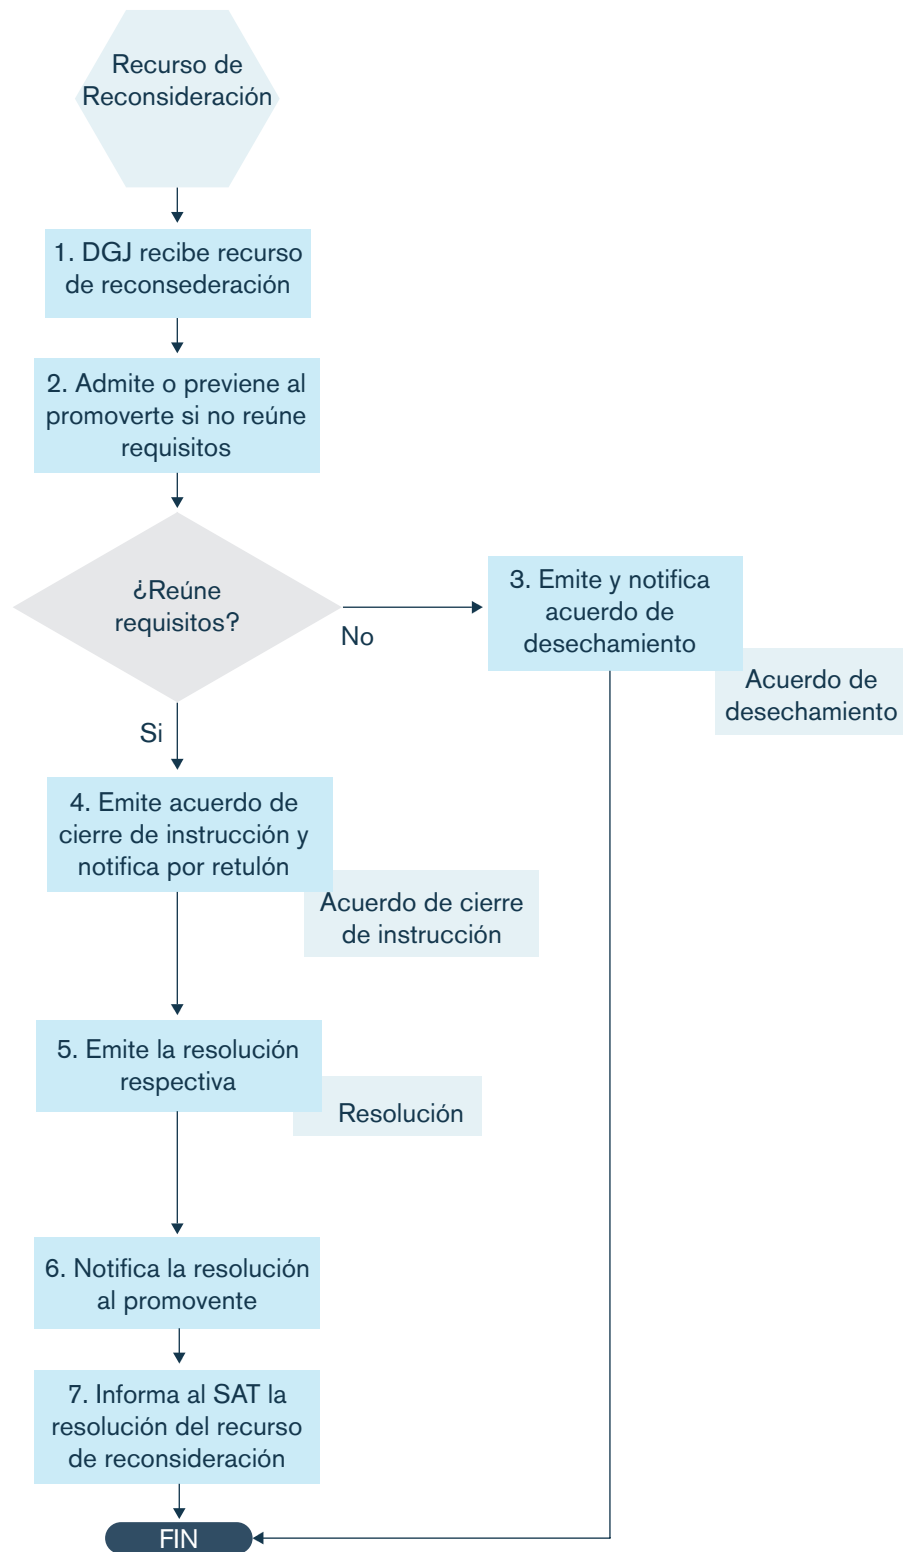 Recurso de
Reconsideración
1. DGJ recibe recurso
de reconsederación
2. Admite o previene al
promoverte si no reúne
requisitos
¿Reúne
requisitos?
No
3. Emite y notifica
acuerdo de
desechamiento
Acuerdo de
desechamiento
Si
4. Emite acuerdo de
cierre de instrucción y
notifica por retulón
Acuerdo de cierre
de instrucción
5. Emite la resolución
respectiva
Resolución
6. Notifica la resolución
al promovente
7. Informa al SAT la
resolución del recurso
de reconsideración
FIN